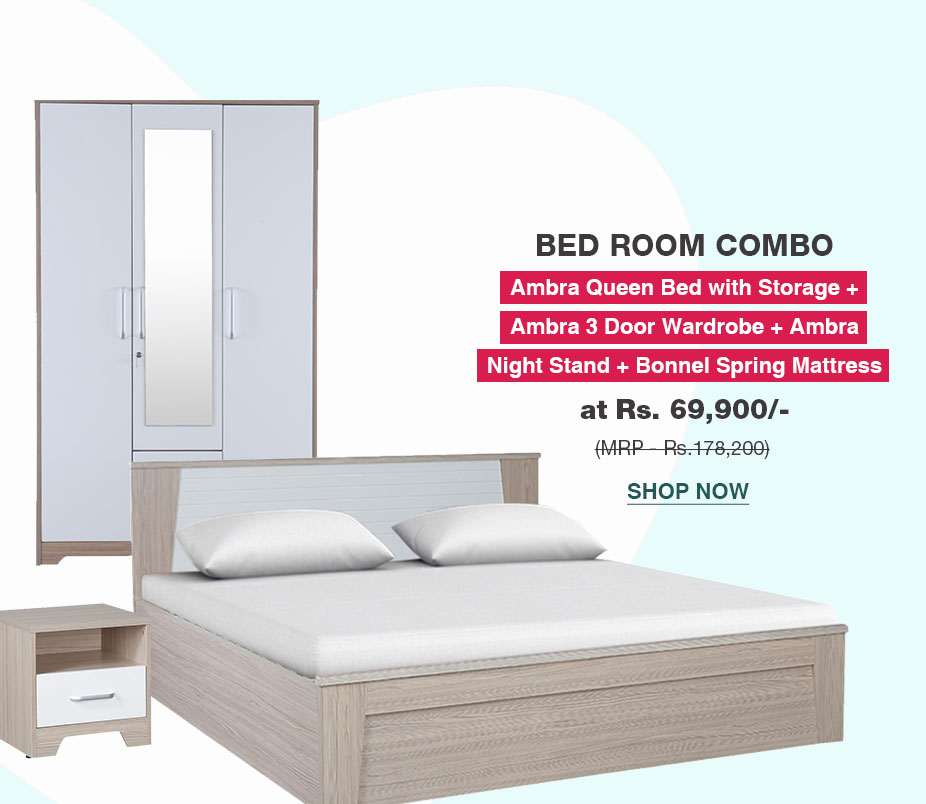 BED ROOM COMBO
Ambra Queen Bed with Storage +
Ambra 3 Door Wardrobe + Ambra
Night Stand + Bonnel Spring Mattress
at Rs. 69,900/-
(MRP - Rs.178,200)
SHOP NOW